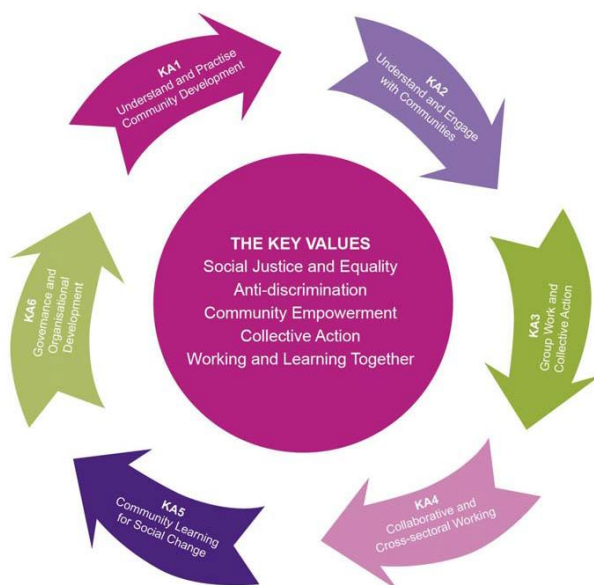 KA1
Understand and Practise
Community Development
KA2
Understand and Engage
with Communities
KA3
Group Work and
Collective Action
KA4
Collaborative and
Cross-sectoral Working
KA5
Community Learning
for Social Change
KA6
Governance and
Organisational
Development
THE KEY VALUES
Social Justice and Equality
Anti-discrimination
Community Empowerment
Collective Action
Working and Learning Together